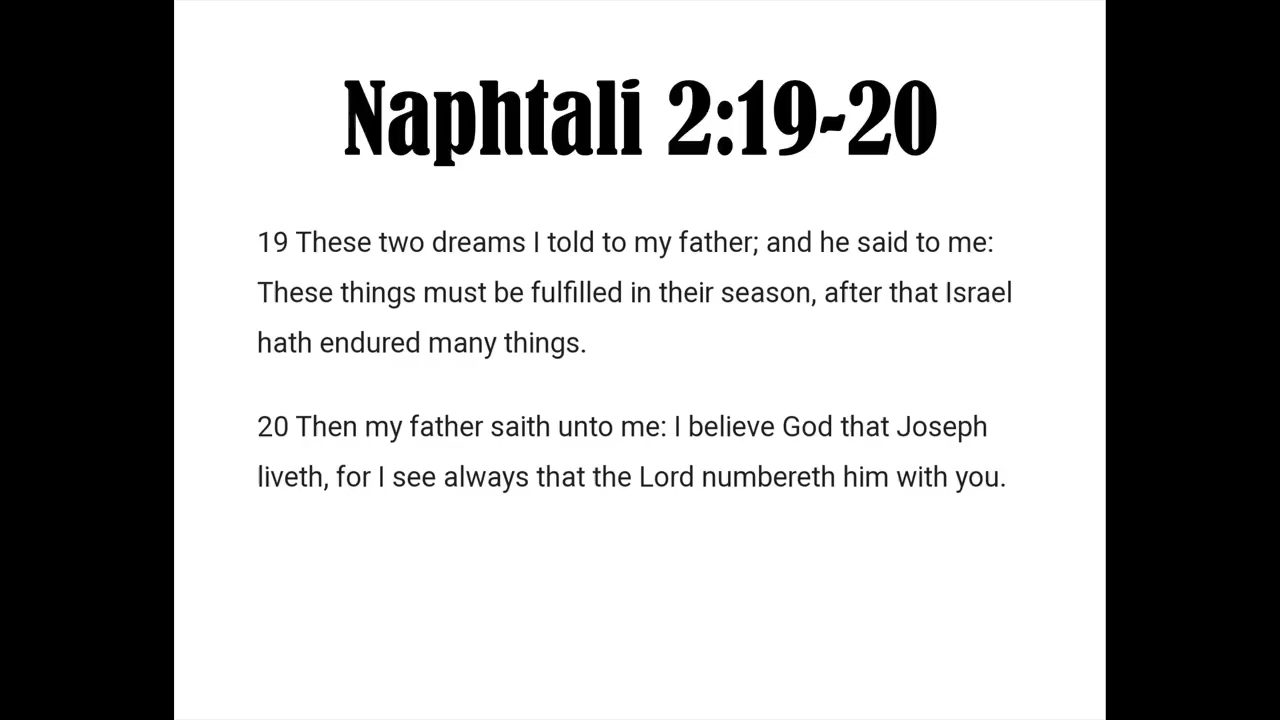 Naphtali 2:19-20
19 These two dreams I told to my father; and he said to me:
These things must be fulfilled in their season, after that Israel
hath endured many things.
20 Then my father saith unto me: I believe God that Joseph
liveth, for I see always that the Lord numbereth him with you.